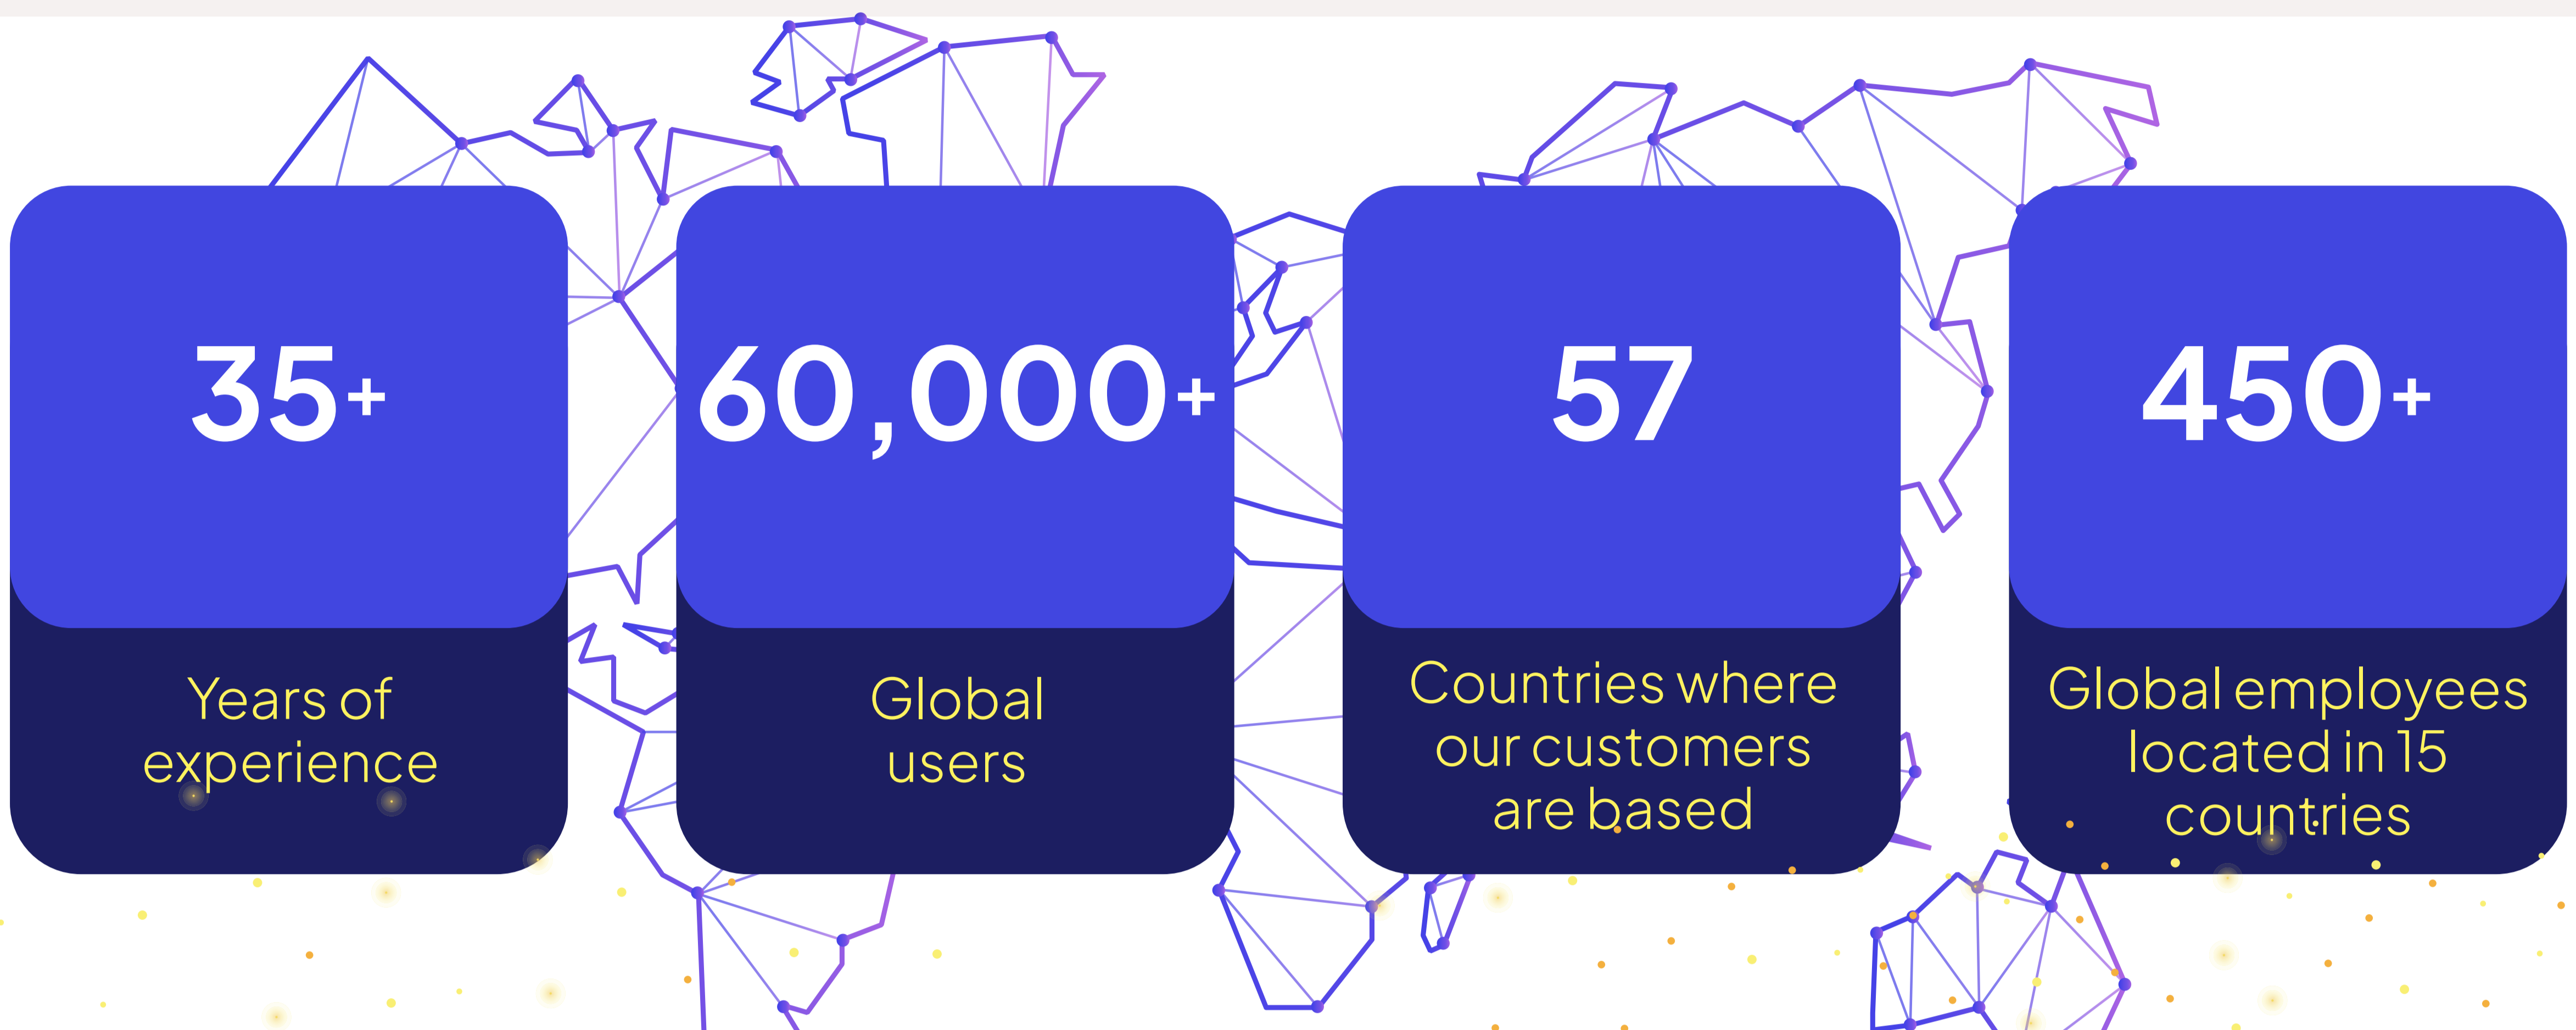 35+
Years of
experience
60,000+
Global
users
57
Countries where
our customers
are based
450+
Global employees
located in 15
countries